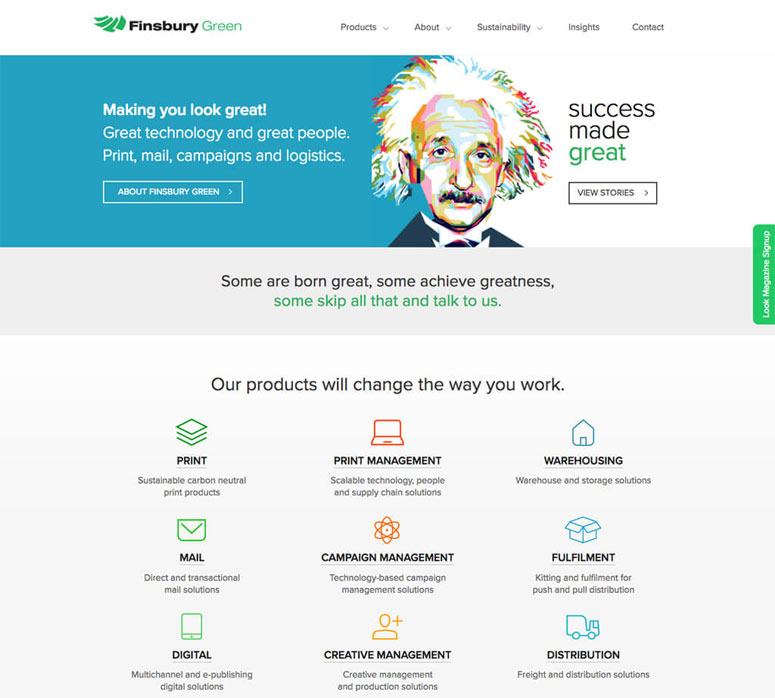 Finsbury Green
Products
About
Sustainability
Insights
Contact
Making you look great!
Great technology and great people.
Print, mail, campaigns and logistics.
ABOUT FINSBURY GREEN
success
made
great
VIEW STORIES
Look Magazine Signup
Some are born great, some achieve greatness,
some skip all that and talk to us.
Our products will change the way you work.
PRINT
Sustainable carbon neutral
print products
PRINT MANAGEMENT
Scalable technology, people
and supply chain solutions
WAREHOUSING
Warehouse and storage solutions
MAIL
Direct and transactional
mail solutions
CAMPAIGN MANAGEMENT
Technology-based campaign
management solutions
FULFILMENT
Kitting and fulfilment for
push and pull distribution
DIGITAL
Multichannel and e-publishing
digital solutions
CREATIVE MANAGEMENT
Creative management
and production solutions
DISTRIBUTION
Freight and distribution solutions